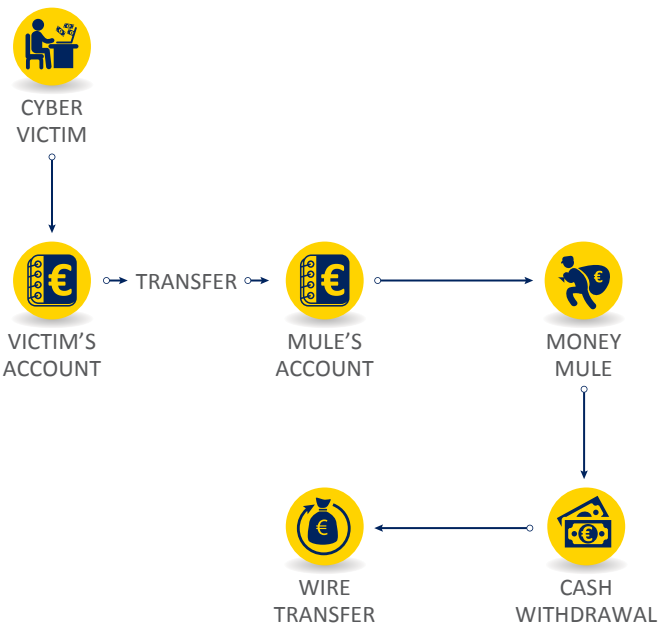 CYBER
VICTIM
TRANSFER
VICTIM’S
ACCOUNT
MULE’S
ACCOUNT
MONEY
MULE
WIRE
TRANSFER
CASH
WITHDRAWAL